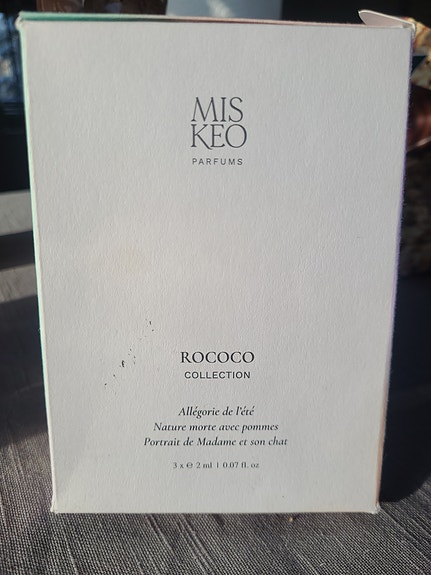 MIS
KEO
PARFUMS
ROCOCO
COLLECTION
Allégorie de l'été
Nature morte avec pommes
Portrait de Madame et son chat
3 x ℮ 2 ml | 0.07 fl. oz